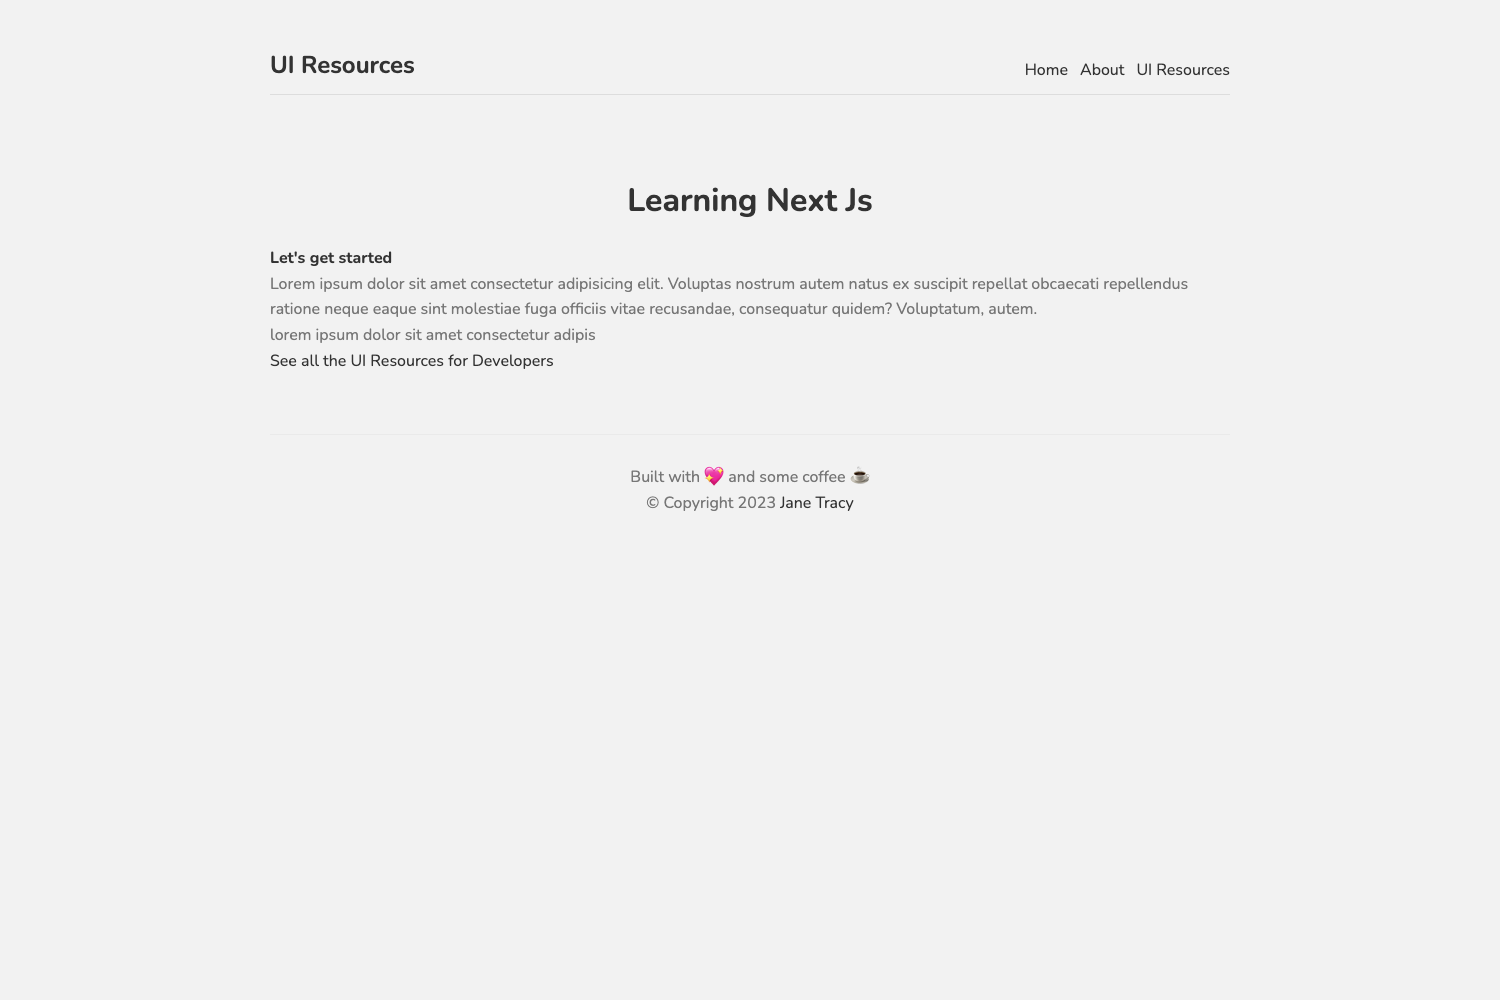 UI Resources
Home About UI Resources
Learning Next Js
Let's get started
Lorem ipsum dolor sit amet consectetur adipisicing elit. Voluptas nostrum autem natus ex suscipit repellat obcaecati repellendus
ratione neque eaque sint molestiae fuga officiis vitae recusandae, consequatur quidem? Voluptatum, autem.
lorem ipsum dolor sit amet consectetur adipis
See all the UI Resources for Developers
Built with 💖 and some coffee ☕
© Copyright 2023 Jane Tracy